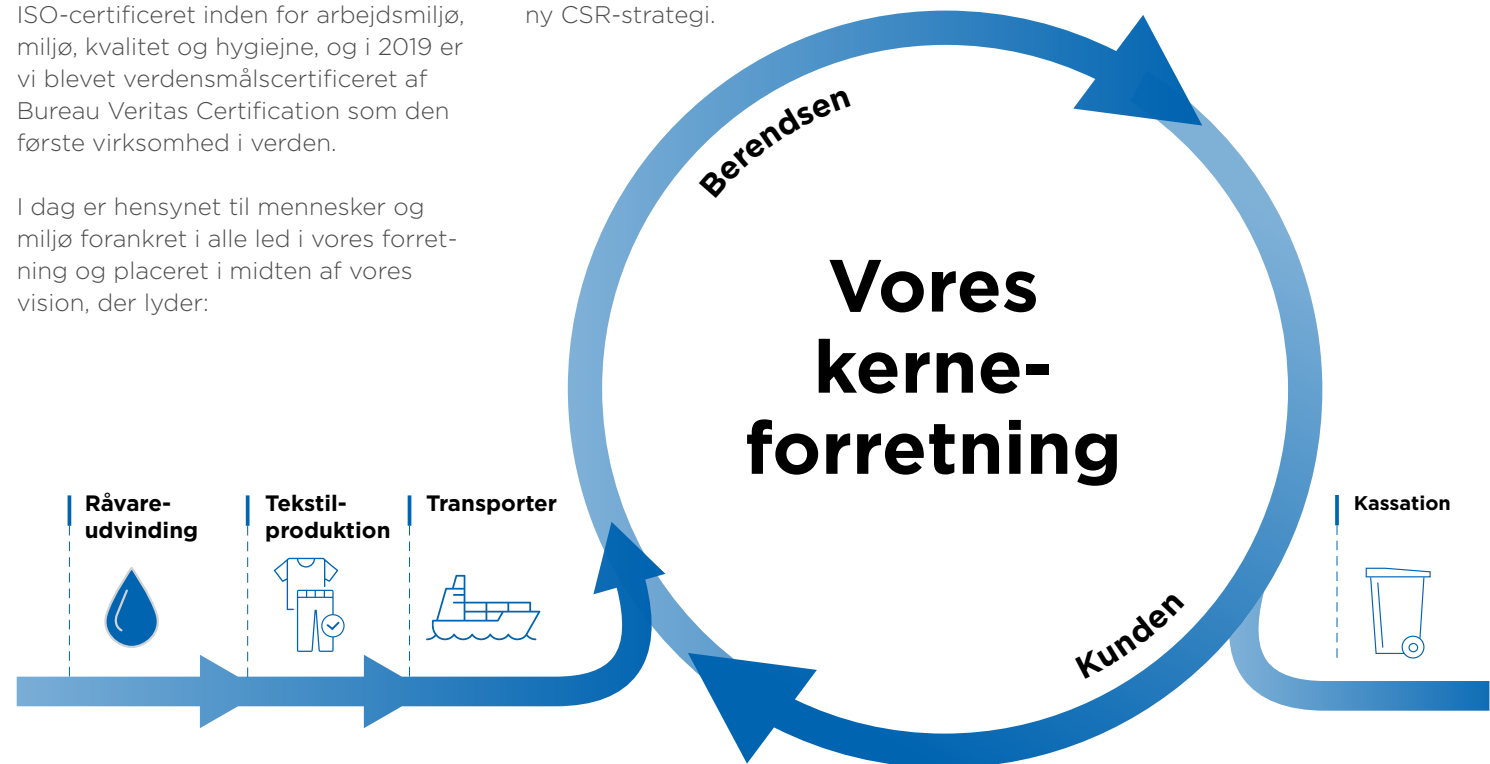 ISO-certificeret inden for arbejdsmiljø,
miljø, kvalitet og hygiejne, og i 2019 er
vi blevet verdensmålscertificeret af
Bureau Veritas Certification som den
første virksomhed i verden.
I dag er hensynet til mennesker og
miljø forankret i alle led i vores forret-
ning og placeret i midten af vores
vision, der lyder:
ny CSR-strategi.
Berendsen
Vores
kerne-
forretning
Kunden
Råvare-
udvinding
Tekstil-
produktion
Transporter
Kassation